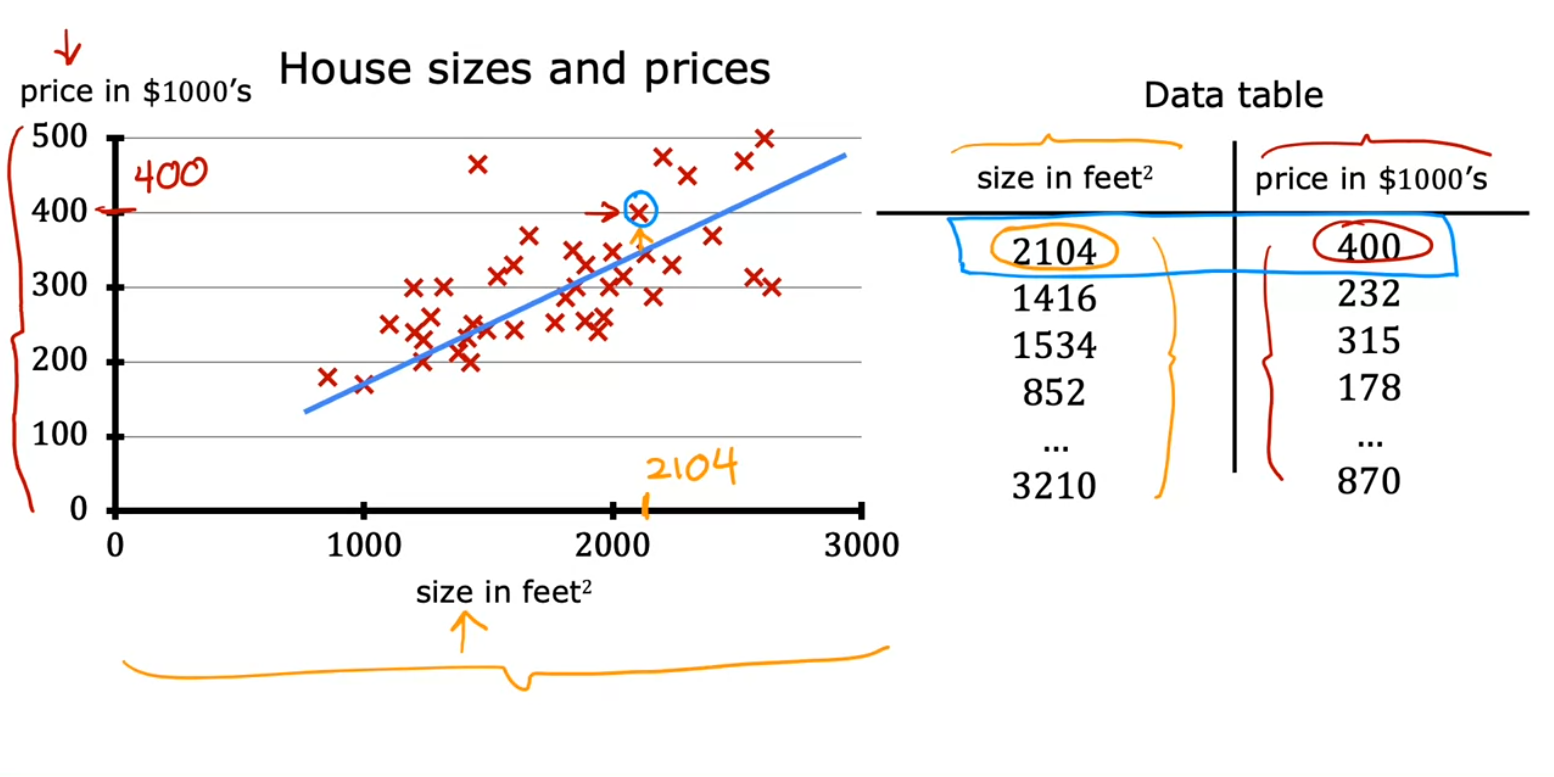 House sizes and prices
price in $1000's
500
400
400
300
200
100
0
2104
0 1000 2000 3000
size in feet²
Data table
size in feet² price in $1000's
2104 400
1416 232
1534 315
852 178
... ...
3210 870